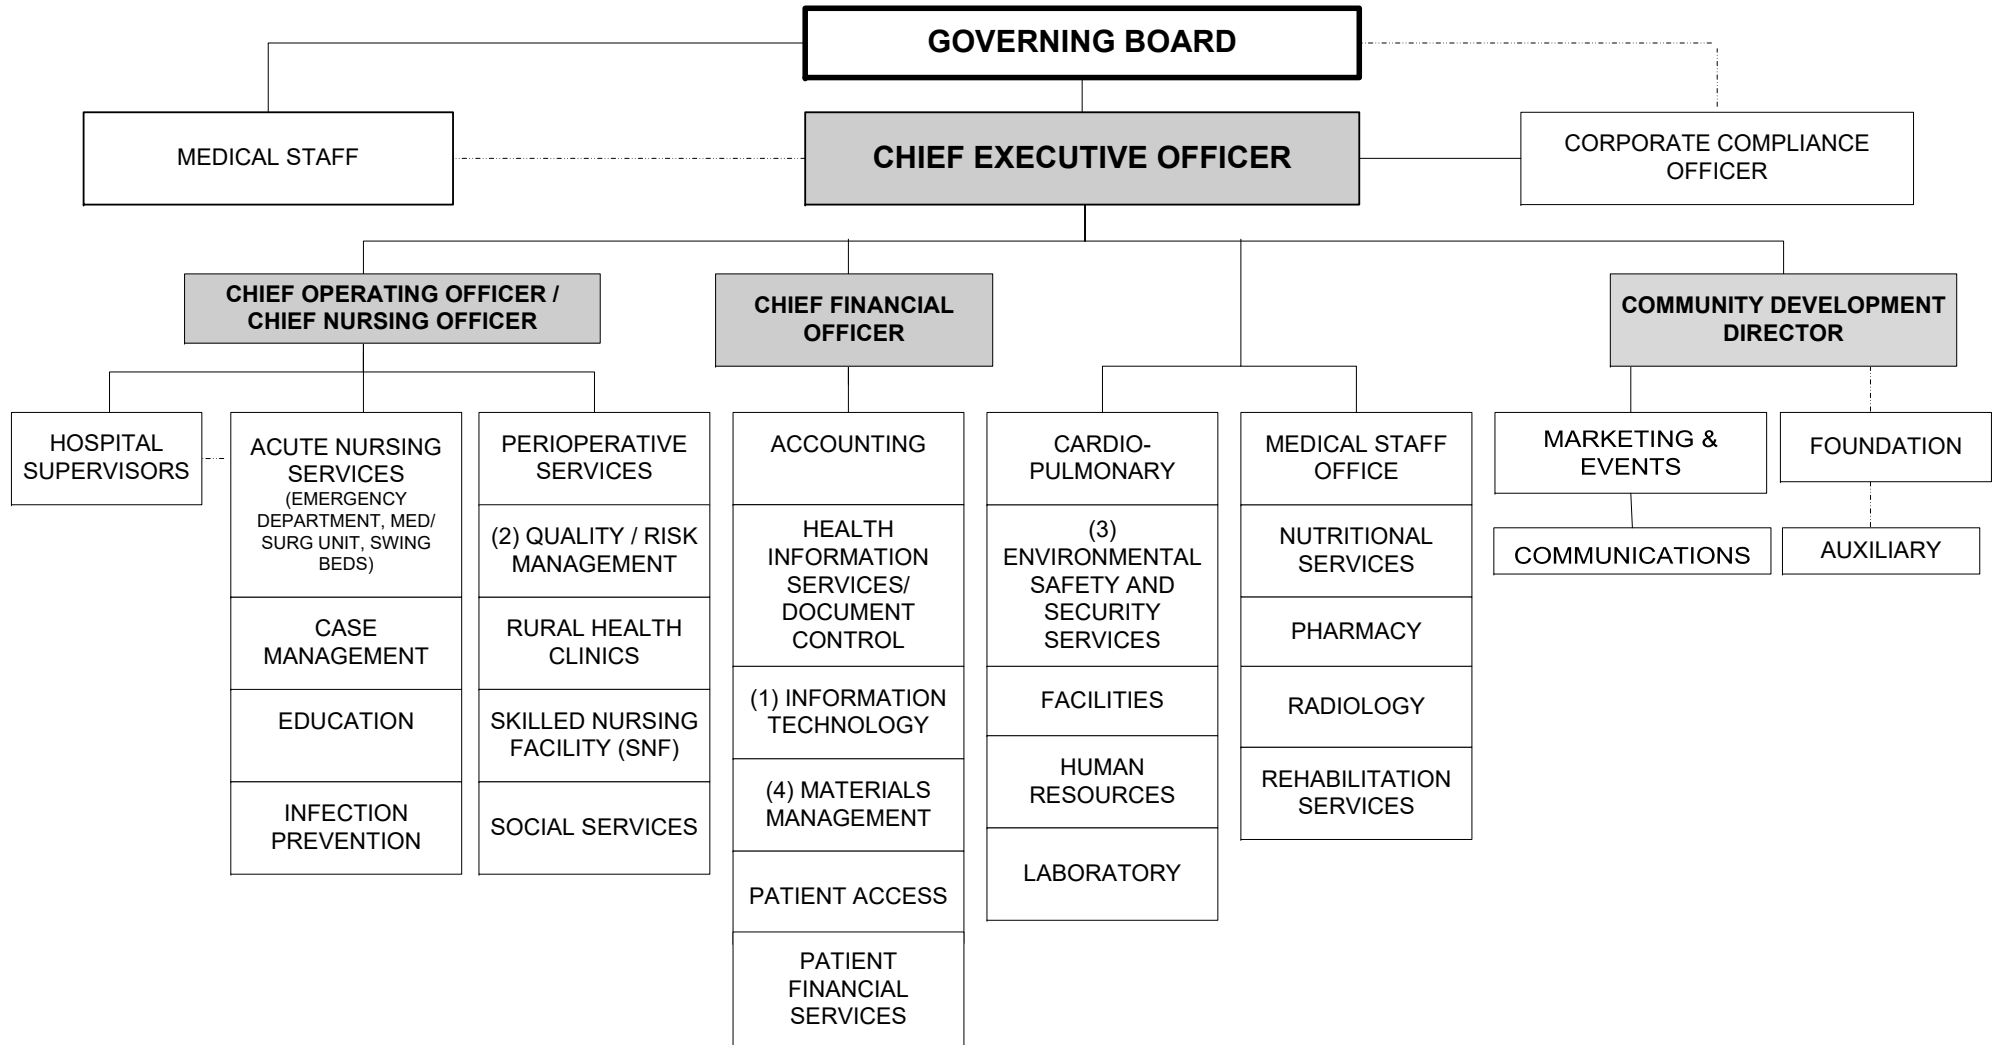 GOVERNING BOARD
MEDICAL STAFF
CHIEF EXECUTIVE OFFICER
CORPORATE COMPLIANCE
OFFICER
CHIEF OPERATING OFFICER /
CHIEF NURSING OFFICER
CHIEF FINANCIAL
OFFICER
COMMUNITY DEVELOPMENT
DIRECTOR
HOSPITAL
SUPERVISORS
ACUTE NURSING
SERVICES
(EMERGENCY
DEPARTMENT, MED/
SURG UNIT, SWING
BEDS)
CASE
MANAGEMENT
EDUCATION
INFECTION
PREVENTION
PERIOPERATIVE
SERVICES
(2) QUALITY / RISK
MANAGEMENT
RURAL HEALTH
CLINICS
SKILLED NURSING
FACILITY (SNF)
SOCIAL SERVICES
ACCOUNTING
HEALTH
INFORMATION
SERVICES/
DOCUMENT
CONTROL
(1) INFORMATION
TECHNOLOGY
(4) MATERIALS
MANAGEMENT
PATIENT ACCESS
PATIENT
FINANCIAL
SERVICES
CARDIO-
PULMONARY
(3)
ENVIRONMENTAL
SAFETY AND
SECURITY
SERVICES
FACILITIES
HUMAN
RESOURCES
LABORATORY
MEDICAL STAFF
OFFICE
NUTRITIONAL
SERVICES
PHARMACY
RADIOLOGY
REHABILITATION
SERVICES
MARKETING &
EVENTS
COMMUNICATIONS
FOUNDATION
AUXILIARY